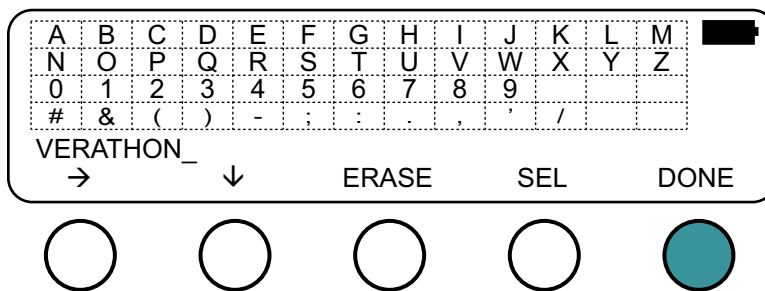 A B C D E F G H I J K L M
N O P Q R S T U V W X Y Z
0 1 2 3 4 5 6 7 8 9
# & ( ) - ; : . , ’ /
VERATHON_
→ ↓ ERASE SEL DONE